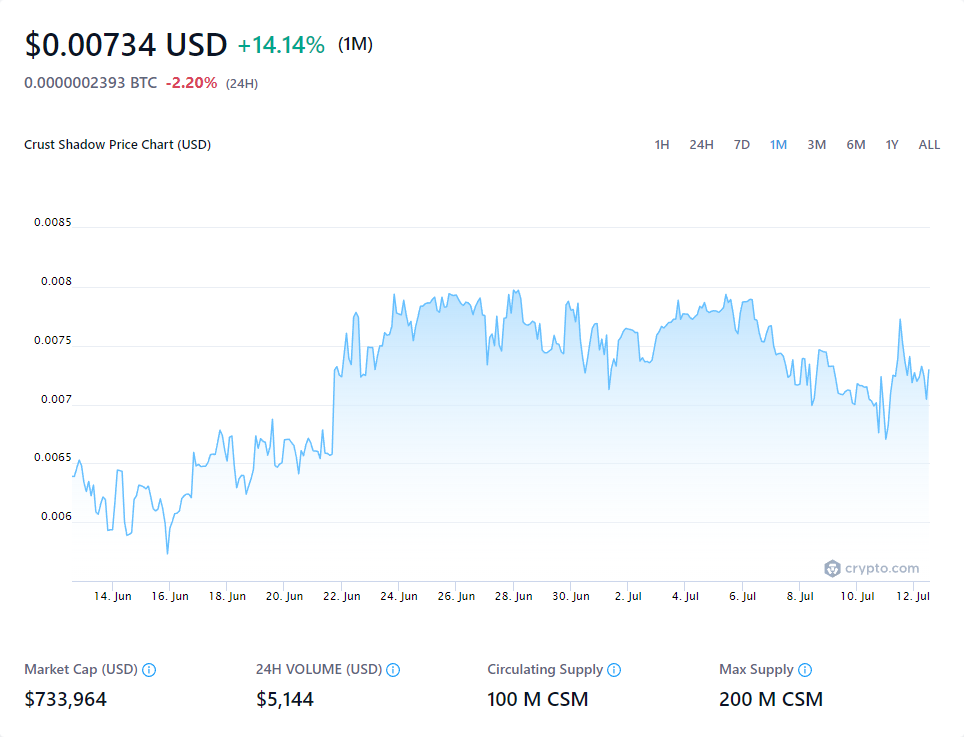 $0.00734 USD +14.14% (1M)
0.0000002393 BTC -2.20% (24H)
Crust Shadow Price Chart (USD) 1H 24H 7D 1M 3M 6M 1Y ALL
0.0085
0.008
0.0075
0.007
0.0065
0.006
crypto.com
14. Jun 16. Jun 18. Jun 20. Jun 22. Jun 24. Jun 26. Jun 28. Jun 30. Jun 2. Jul 4. Jul 6. Jul 8. Jul 10. Jul 12. Jul
Market Cap (USD) 24H VOLUME (USD) Circulating Supply Max Supply
$733,964 $5,144 100 M CSM 200 M CSM